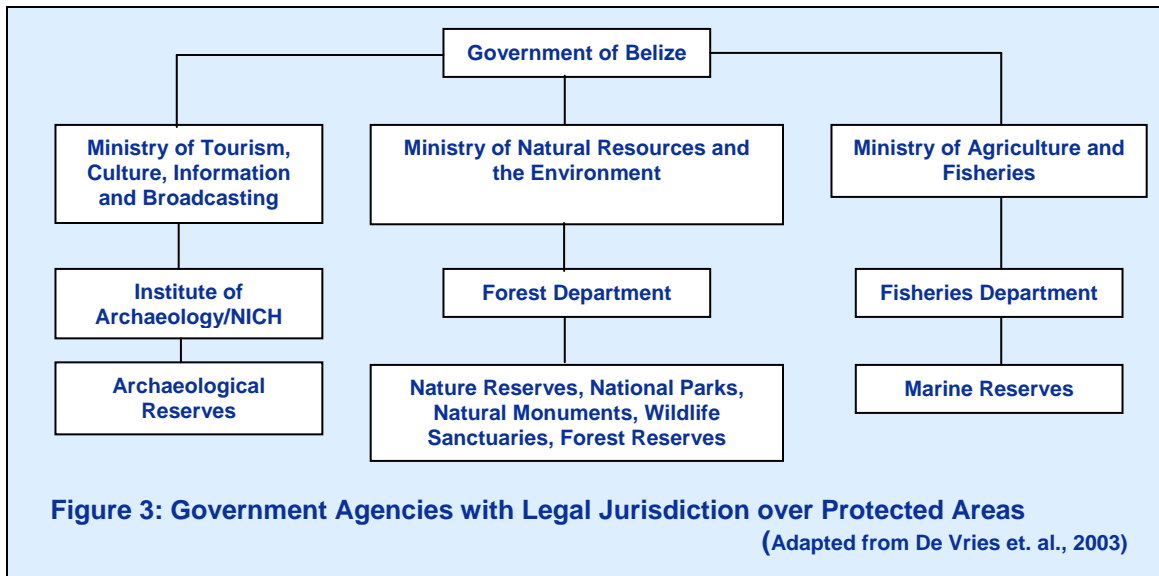 Government of Belize
Ministry of Tourism,
Culture, Information
and Broadcasting
Ministry of Natural Resources and
the Environment
Ministry of Agriculture and
Fisheries
Institute of
Archaeology/NICH
Forest Department
Fisheries Department
Archaeological
Reserves
Nature Reserves, National Parks,
Natural Monuments, Wildlife
Sanctuaries, Forest Reserves
Marine Reserves
Figure 3: Government Agencies with Legal Jurisdiction over Protected Areas
(Adapted from De Vries et. al., 2003)